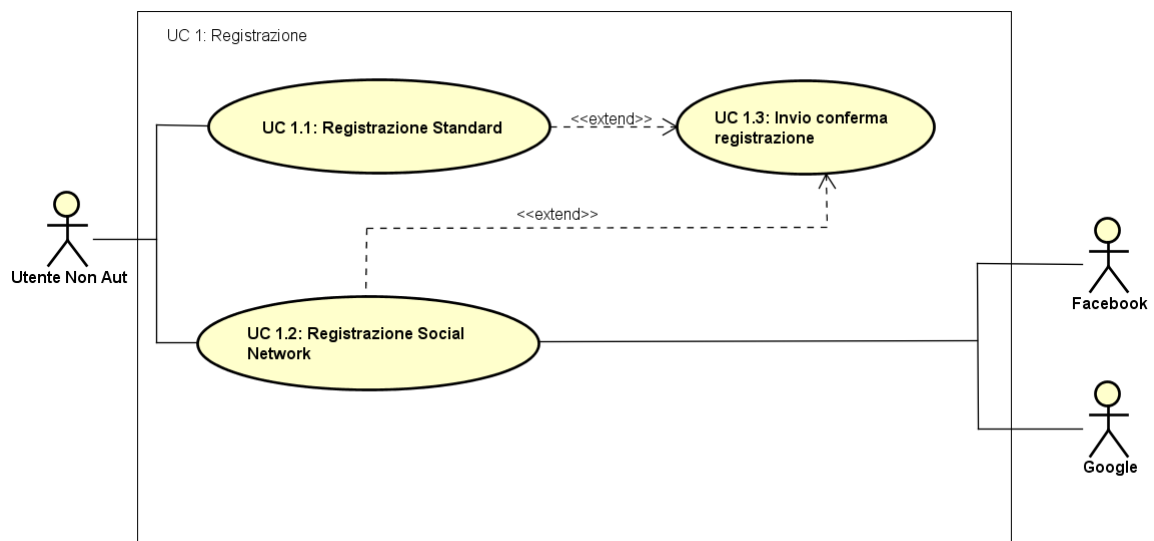 UC 1: Registrazione
UC 1.1: Registrazione Standard
<<extend>>
UC 1.3: Invio conferma
registrazione
<<extend>>
Utente Non Aut
UC 1.2: Registrazione Social
Network
Facebook
Google